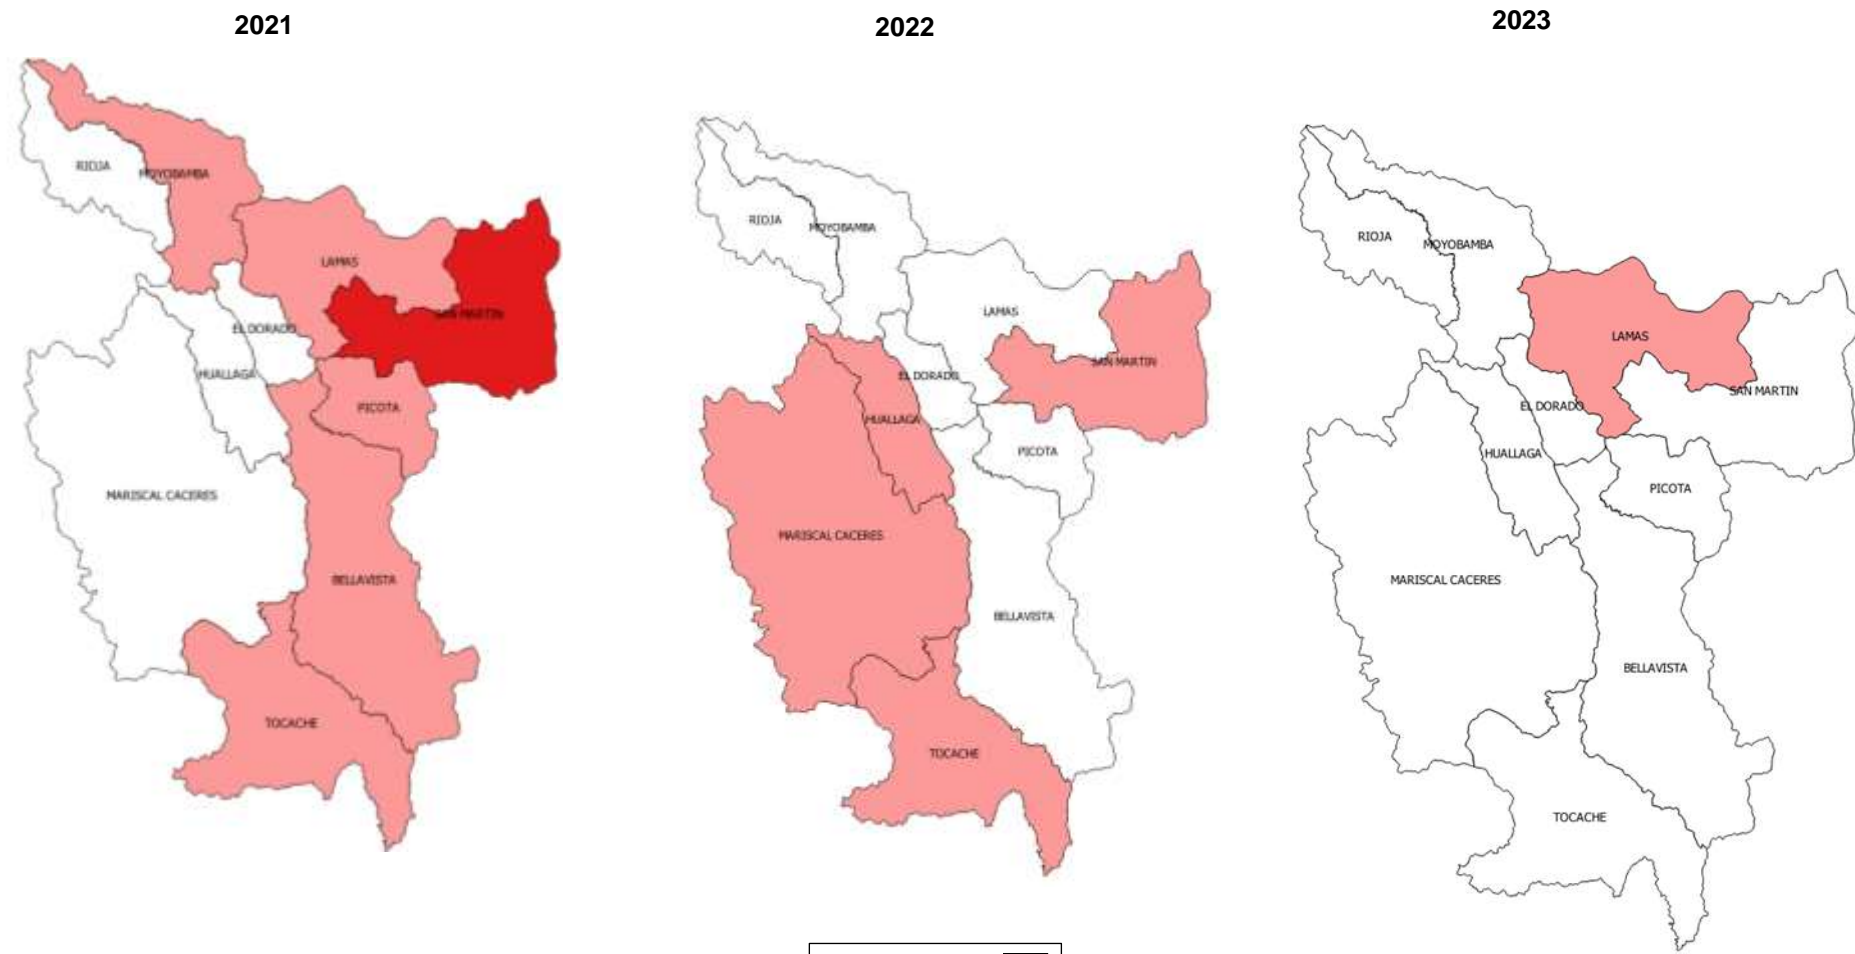 2021
RIOJA
MOYOBAMBA
LAMAS
SAN MARTIN
EL DORADO
HUALLAGA
PICOTA
MARISCAL CACERES
BELLAVISTA
TOCACHE
2022
RIOJA
MOYOBAMBA
LAMAS
SAN MARTIN
EL DORADO
HUALLAGA
PICOTA
MARISCAL CACERES
BELLAVISTA
TOCACHE
2023
RIOJA
MOYOBAMBA
LAMAS
SAN MARTIN
EL DORADO
HUALLAGA
PICOTA
MARISCAL CACERES
BELLAVISTA
TOCACHE